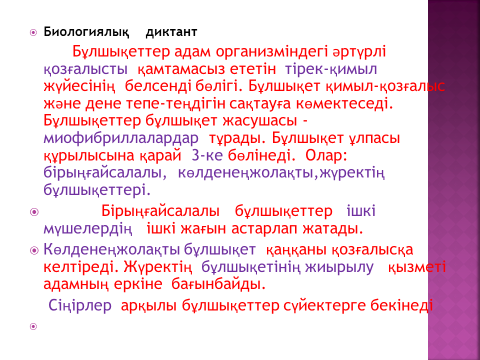 Биологиялық диктант
Бұлшықеттер адам организміндегі әртүрлі
қозғалысты қамтамасыз ететін тірек-қимыл
жүйесінің белсенді бөлігі. Бұлшықет қимыл-қозғалыс
және дене тепе-теңдігін сақтауға көмектеседі.
Бұлшықеттер бұлшықет жасушасы -
миофибриллалардар тұрады. Бұлшықет ұлпасы
құрылысына қарай 3-ке бөлінеді. Олар:
бірыңғайсалалы, көлденеңжолақты,жүректің
бұлшықеттері.
Бірыңғайсалалы бұлшықеттер ішкі
мүшелердің ішкі жағын астарлап жатады.
Көлденеңжолақты бұлшықет қаңқаны қозғалысқа
келтіреді. Жүректің бұлшықетінің жиырылу қызметі
адамның еркіне бағынбайды.
Сіңірлер арқылы бұлшықеттер сүйектерге бекінеді